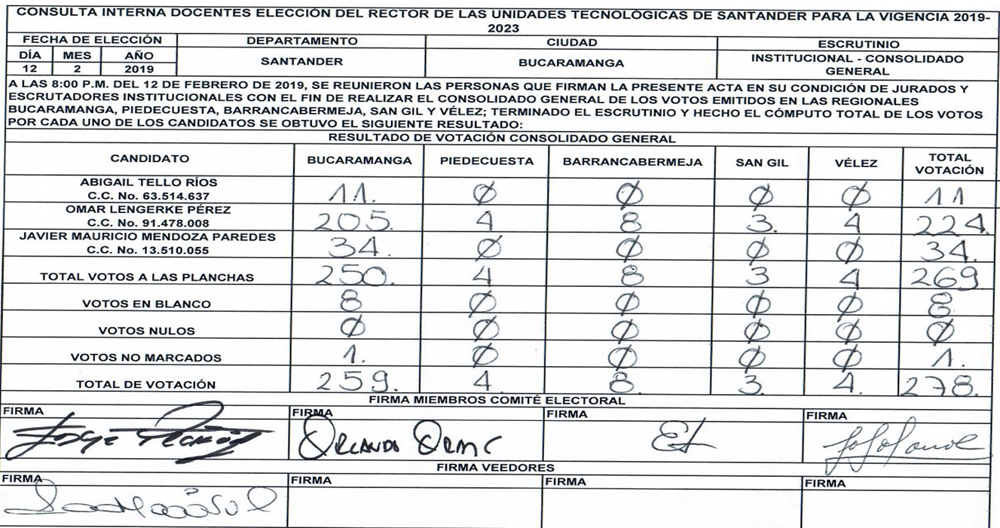 CONSULTA INTERNA DOCENTES ELECCIÓN DEL RECTOR DE LAS UNIDADES TECNOLÓGICAS DE SANTANDER PARA LA VIGENCIA 2019-
2023
FECHA DE ELECCIÓN DEPARTAMENTO CIUDAD ESCRUTINIO
DÍA MES AÑO SANTANDER BUCARAMANGA INSTITUCIONAL - CONSOLIDADO
12 2 2019 GENERAL
A LAS 8:00 P.M. DEL 12 DE FEBRERO DE 2019, SE REUNIERON LAS PERSONAS QUE FIRMAN LA PRESENTE ACTA EN SU CONDICIÓN DE JURADOS Y
ESCRUTADORES INSTITUCIONALES CON EL FIN DE REALIZAR EL CONSOLIDADO GENERAL DE LOS VOTOS EMITIDOS EN LAS REGIONALES
BUCARAMANGA, PIEDECUESTA, BARRANCABERMEJA, SAN GIL Y VÉLEZ; TERMINADO EL ESCRUTINIO Y HECHO EL CÓMPUTO TOTAL DE LOS VOTOS
POR CADA UNO DE LOS CANDIDATOS SE OBTUVO EL SIGUIENTE RESULTADO:
RESULTADO DE VOTACIÓN CONSOLIDADO GENERAL
CANDIDATO BUCARAMANGA PIEDECUESTA BARRANCABERMEJA SAN GIL VÉLEZ TOTAL
VOTACIÓN
ABIGAIL TELLO RÍOS
C.C. No. 63.514.637 11. Ø Ø Ø Ø 11
OMAR LENGERKE PÉREZ
C.C. No. 91.478.008 205. 4 8 3. 4 224.
JAVIER MAURICIO MENDOZA PAREDES
C.C. No. 13.510.055 34. Ø Ø Ø Ø 34.
TOTAL VOTOS A LAS PLANCHAS 250. 4 8 3 4 269.
VOTOS EN BLANCO 8 Ø Ø Ø Ø 8.
VOTOS NULOS Ø Ø Ø Ø Ø Ø
VOTOS NO MARCADOS 1. Ø Ø Ø Ø 1.
TOTAL DE VOTACIÓN 259. 4. 8. 3. 4. 278.
FIRMA MIEMBROS COMITÉ ELECTORAL
FIRMA FIRMA FIRMA FIRMA
FIRMA VEEDORES
FIRMA FIRMA FIRMA FIRMA